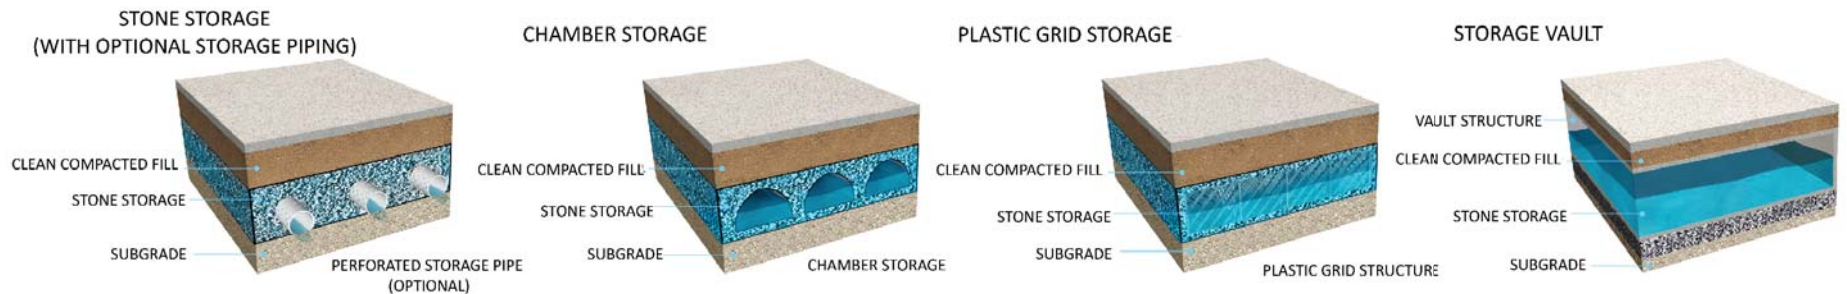 STONE STORAGE
(WITH OPTIONAL STORAGE PIPING)
CLEAN COMPACTED FILL
STONE STORAGE
SUBGRADE
PERFORATED STORAGE PIPE
(OPTIONAL)
CHAMBER STORAGE
CLEAN COMPACTED FILL
STONE STORAGE
SUBGRADE
CHAMBER STORAGE
PLASTIC GRID STORAGE
CLEAN COMPACTED FILL
STONE STORAGE
SUBGRADE
PLASTIC GRID STRUCTURE
STORAGE VAULT
VAULT STRUCTURE
CLEAN COMPACTED FILL
STONE STORAGE
SUBGRADE